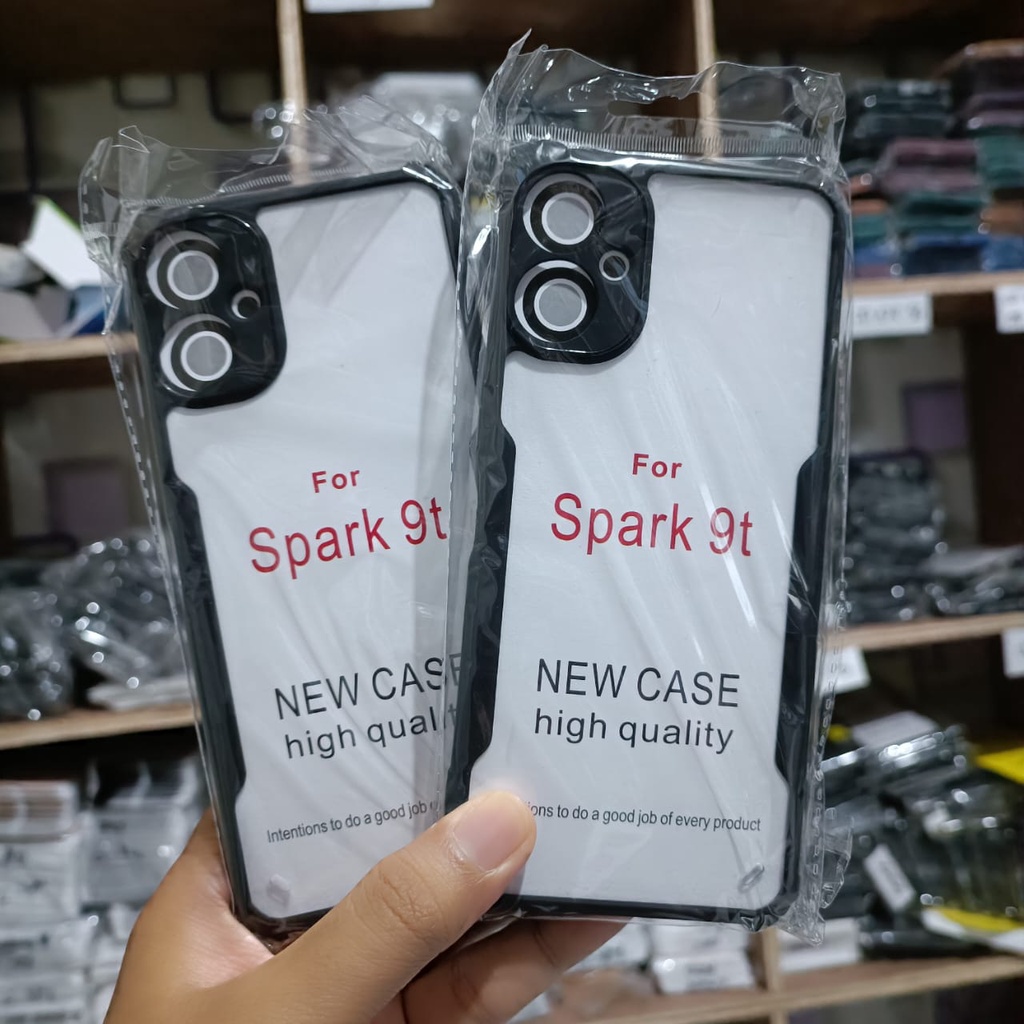 For
Spark 9t
NEW CASE
high quality
Intentions to do a good job
For
Spark 9t
NEW CASE
high quality
to do a good job of every product